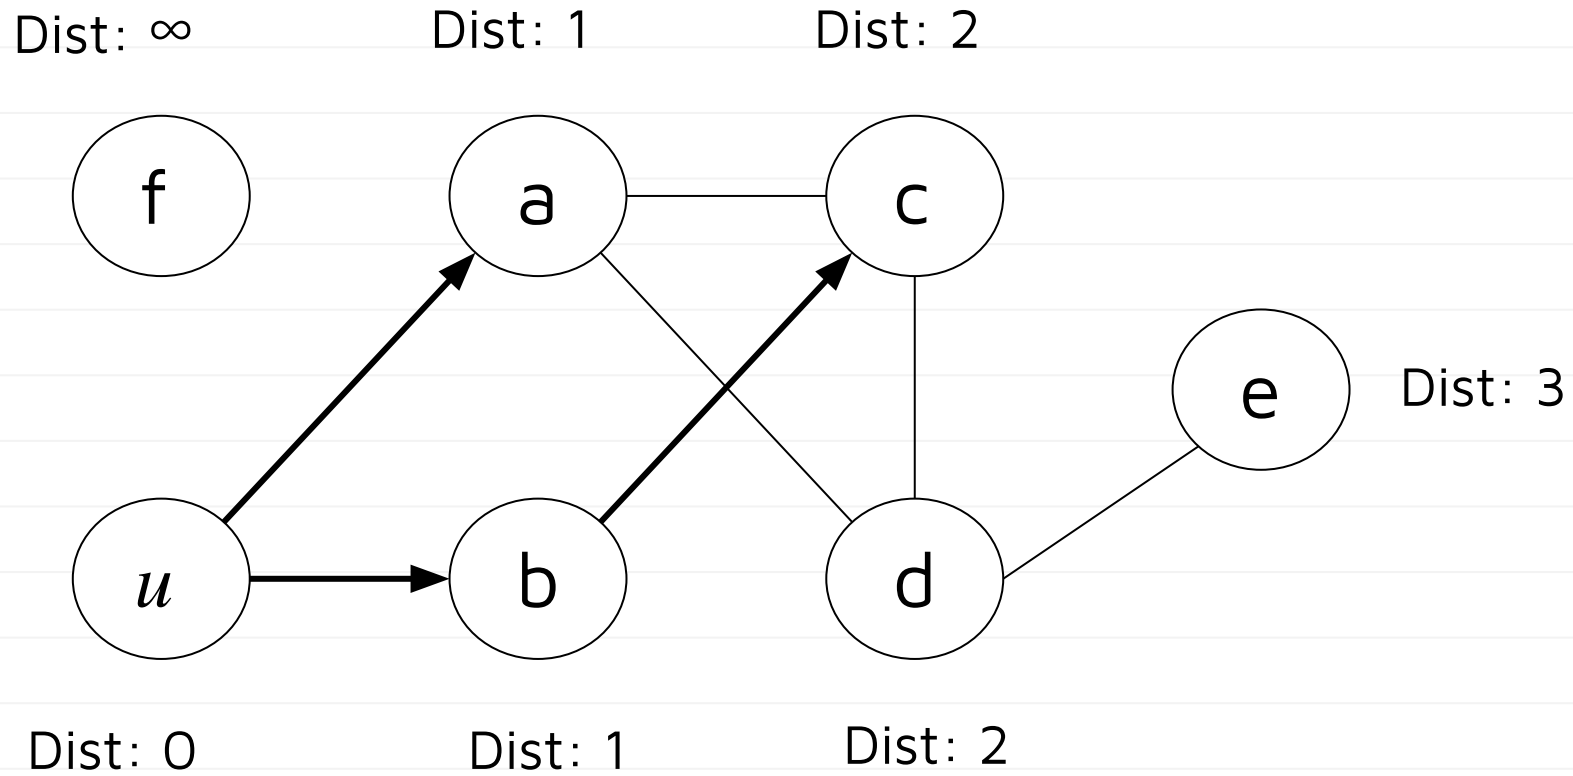 Dist: ∞
Dist: 1
Dist: 2
f
a
c
e
Dist: 3
u
b
d
Dist: 0
Dist: 1
Dist: 2